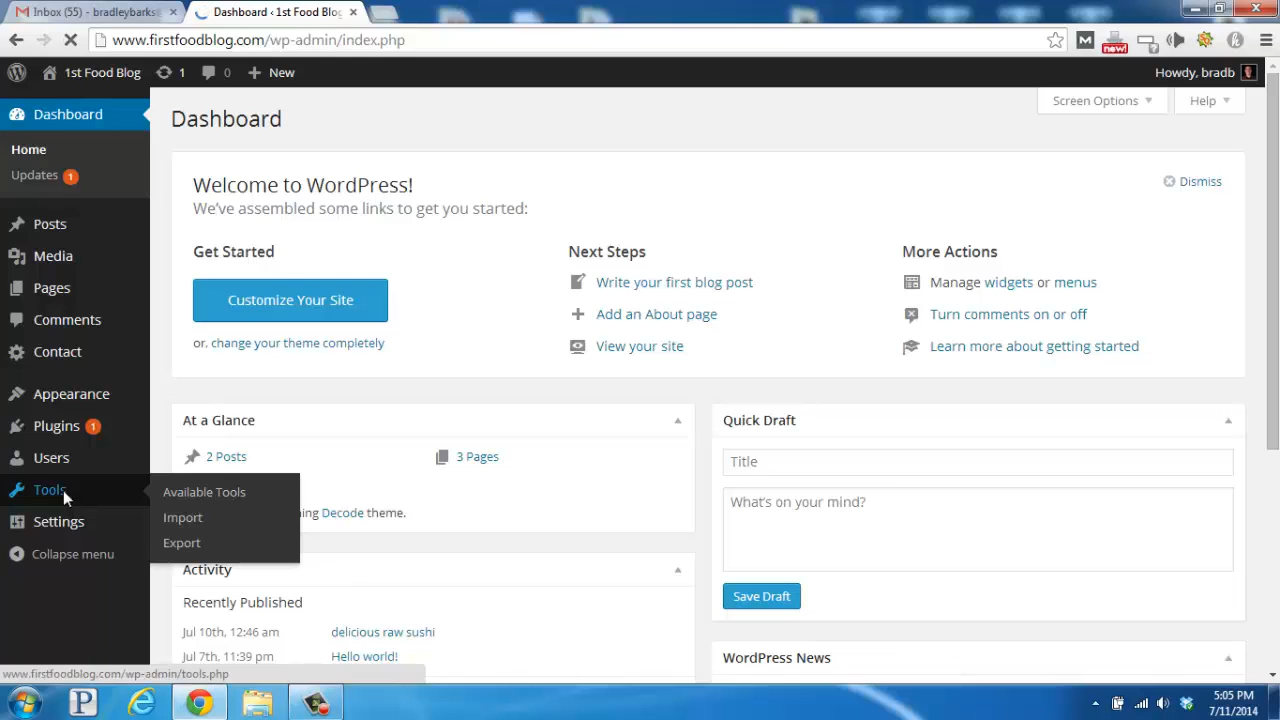 Inbox (55) - bradleybarks@
Dashboard ‹ 1st Food Blog
www.firstfoodblog.com/wp-admin/index.php
new!
1st Food Blog 1 0 New
Howdy, bradb
Dashboard
Home
Updates 1
Posts
Media
Pages
Comments
Contact
Appearance
Plugins 1
Users
Tools
Settings
Collapse menu
Available Tools
Import
Export
Dashboard
Screen Options
Help
Welcome to WordPress!
We've assembled some links to get you started:
Dismiss
Get Started
Customize Your Site
or, change your theme completely
Next Steps
Write your first blog post
Add an About page
View your site
More Actions
Manage widgets or menus
Turn comments on or off
Learn more about getting started
At a Glance
2 Posts
3 Pages
ing Decode theme.
Activity
Recently Published
Jul 10th, 12:46 am delicious raw sushi
Jul 7th, 11:39 pm Hello world!
Quick Draft
Title
What's on your mind?
Save Draft
WordPress News
www.firstfoodblog.com/wp-admin/tools.php
5:05 PM
7/11/2014